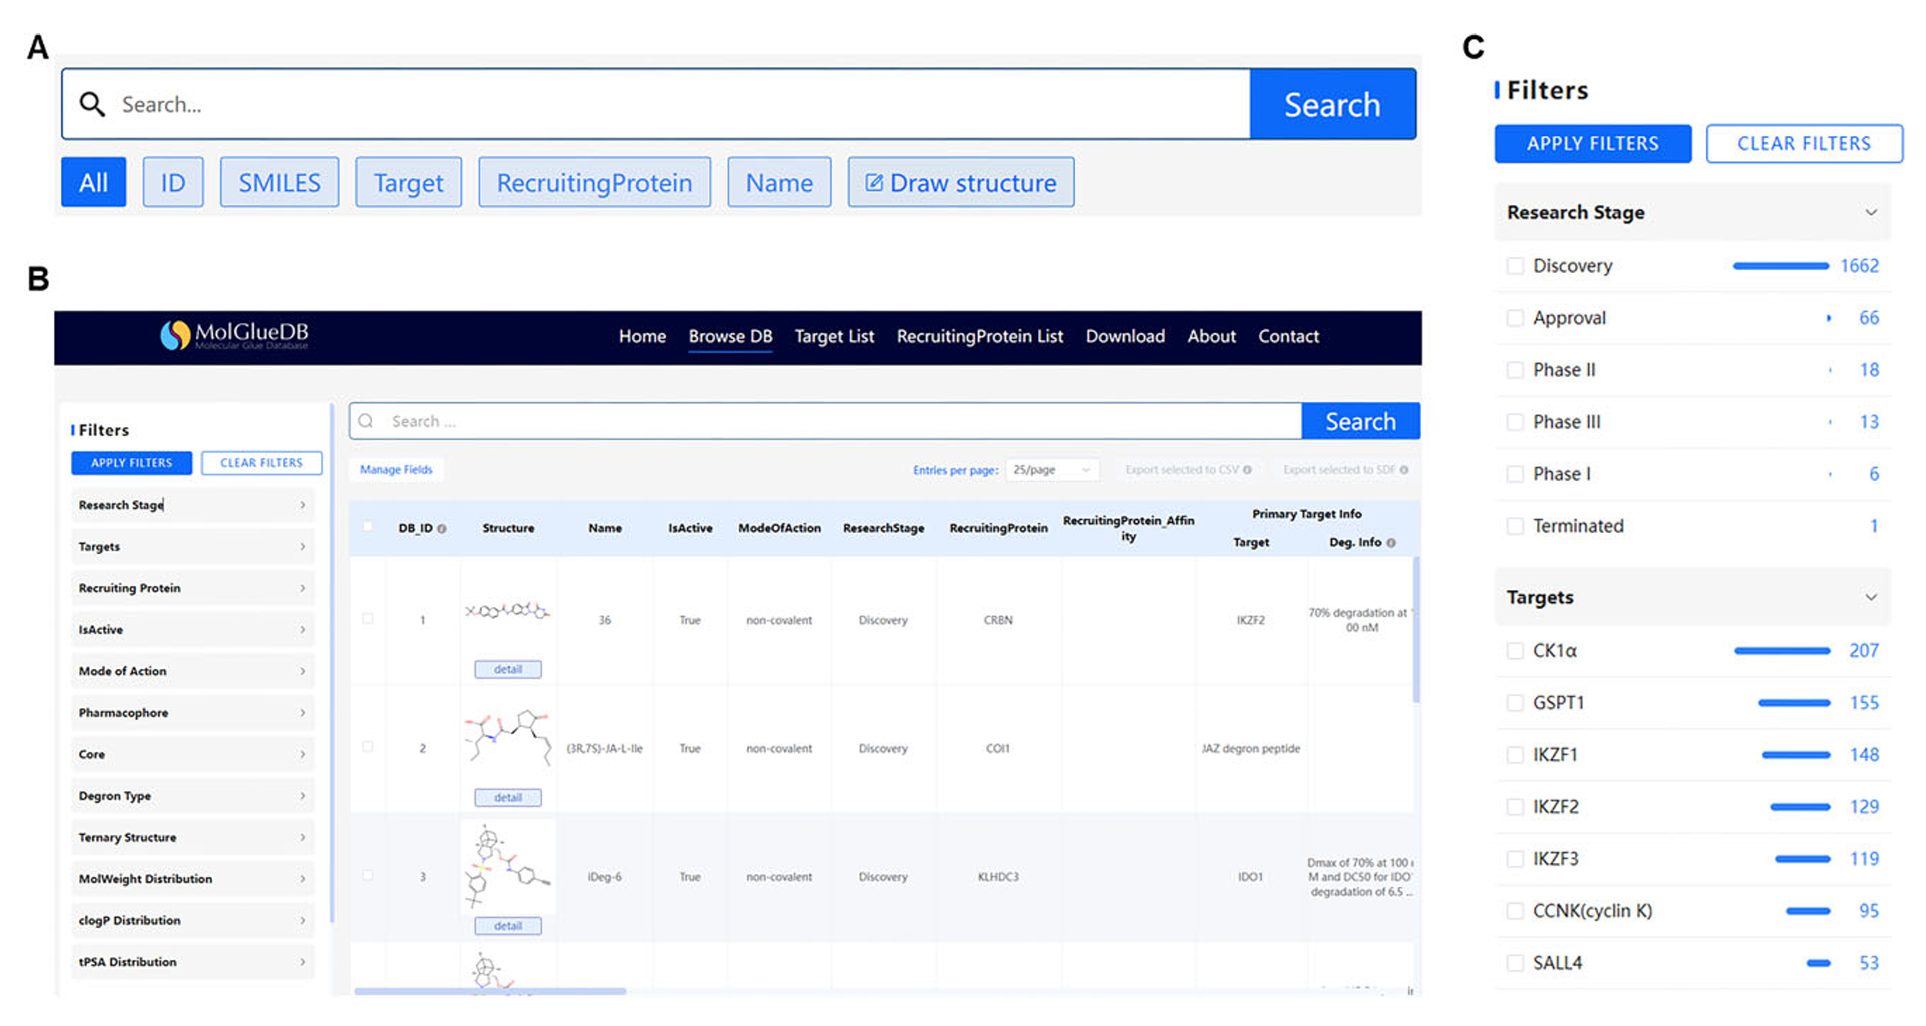 A
Search...
Search
All ID SMILES Target RecruitingProtein Name Draw structure
B
MolGlueDB
Molecular Glue Database
Home Browse DB Target List RecruitingProtein List Download About Contact
Filters
APPLY FILTERS CLEAR FILTERS
Research Stage
Targets
Recruiting Protein
IsActive
Mode of Action
Pharmacophore
Core
Degron Type
Ternary Structure
MolWeight Distribution
clogP Distribution
tPSA Distribution
Search ...
Search
Manage Fields
Entries per page: 25/page Export selected to CSV Export selected to SDF
DB_ID Structure Name IsActive ModeOfAction ResearchStage RecruitingProtein RecruitingProtein_Affin
ity
Primary Target Info
Target Deg. Info
1 36 True non-covalent Discovery CRBN IKZF2 70% degradation at
00 nM
detail
2 (3R,7S)-JA-L-Ile True non-covalent Discovery COI1 JAZ degron peptide
detail
3 iDeg-6 True non-covalent Discovery KLHDC3 IDO1 Dmax of 70% at 100
M and DC50 for IDO
degradation of 6.5 ...
detail
C
Filters
APPLY FILTERS CLEAR FILTERS
Research Stage
Discovery 1662
Approval 66
Phase II 18
Phase III 13
Phase I 6
Terminated 1
Targets
CK1α 207
GSPT1 155
IKZF1 148
IKZF2 129
IKZF3 119
CCNK(cyclin K) 95
SALL4 53